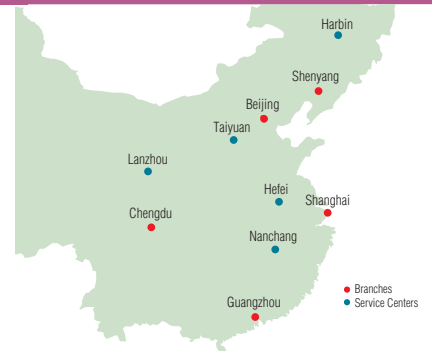 Harbin
Shenyang
Beijing
Taiyuan
Lanzhou
Hefei
Shanghai
Chengdu
Nanchang
Guangzhou
Branches
Service Centers